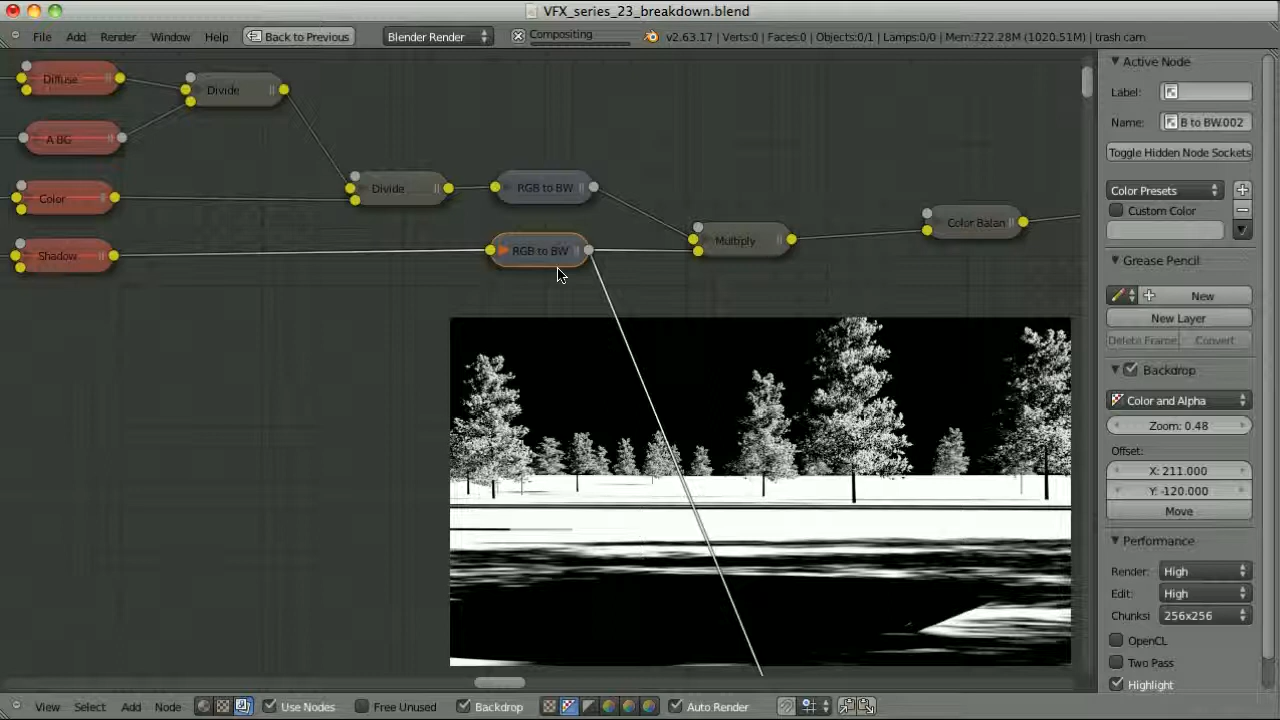 VFX_series_23_breakdown.blend
File Add Render Window Help Back to Previous Blender Render Compositing v2.63.17 | Verts:0 | Faces:0 | Objects:0/1 | Lamps:0/0 | Mem:722.28M (1020.51M) | trash cam
Diffuse
Divide
A BG
Divide
RGB to BW
Color
Multiply
Color Balan
Shadow
RGB to BW
Active Node
Label:
Name: B to BW.002
Toggle Hidden Node Sockets
Color Presets
Custom Color
Grease Pencil
New
New Layer
Delete Frame Convert
Backdrop
Color and Alpha
Zoom: 0.48
Offset:
X: 211.000
Y: -120.000
Move
Performance
Render: High
Edit: High
Chunksi 256x256
OpenCL
Two Pass
Highlight
View Select Add Node Use Nodes Free Unused Backdrop Auto Render